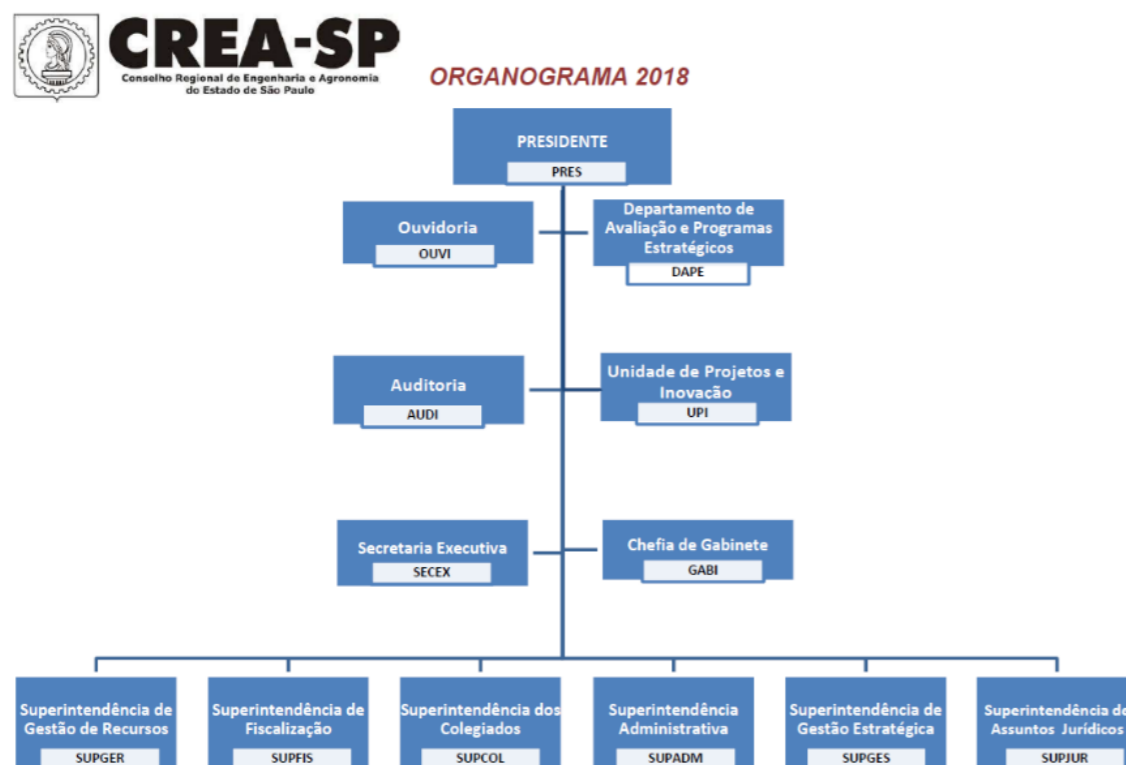 CREA-SP
Conselho Regional de Engenharia e Agronomia
do Estado de São Paulo
ORGANOGRAMA 2018
PRESIDENTE
PRES
Ouvidoria
OUVI
Departamento de
Avaliação e Programas
Estratégicos
DAPE
Auditoria
AUDI
Unidade de Projetos e
Inovação
UPI
Secretaria Executiva
SECEX
Chefia de Gabinete
GABI
Superintendência de
Gestão de Recursos
SUPGER
Superintendência de
Fiscalização
SUPFIS
Superintendência dos
Colegiados
SUPCOL
Superintendência
Administrativa
SUPADM
Superintendência de
Gestão Estratégica
SUPGES
Superintendência de
Assuntos Jurídicos
SUPJUR